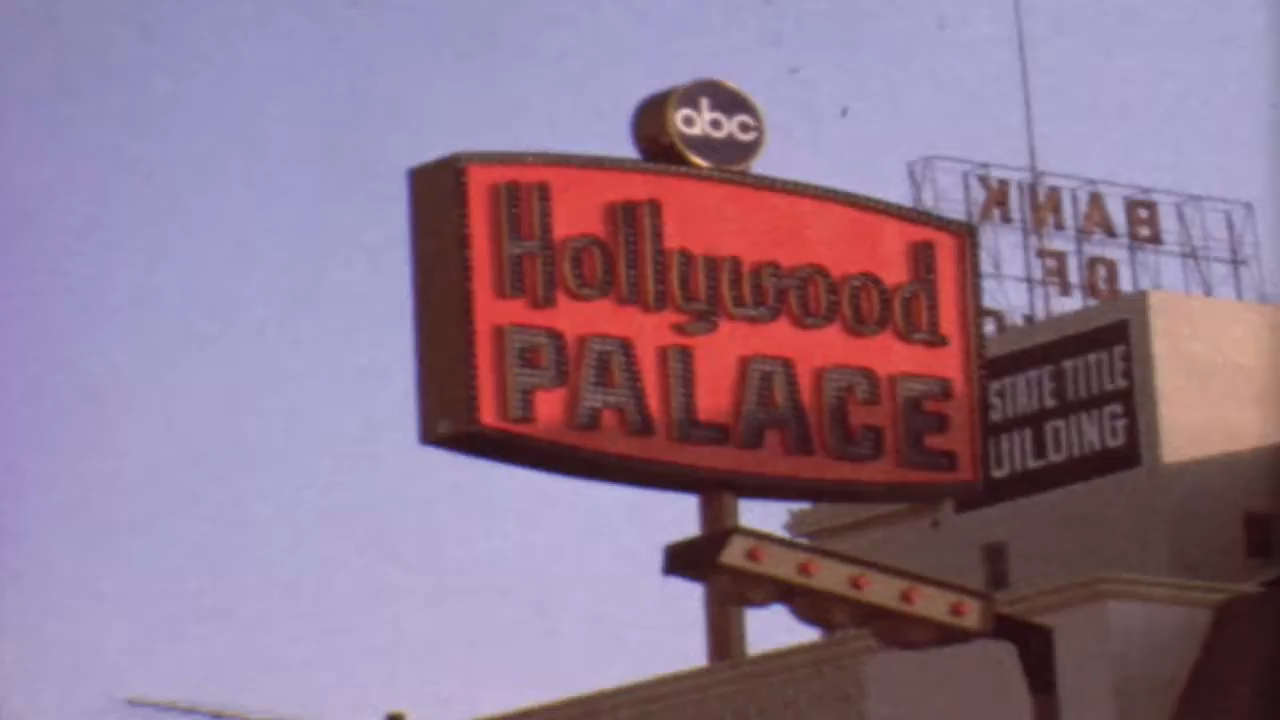 abc
Hollywood
PALACE
BANK
OF
STATE TITLE
UILDING